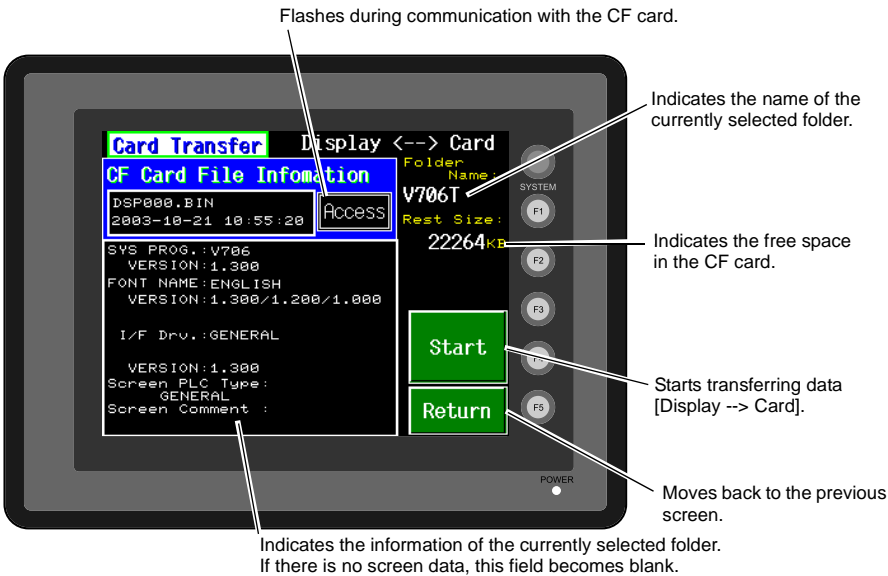 Flashes during communication with the CF card.
Indicates the name of the
currently selected folder.
Card Transfer Display <--> Card
CF Card File Infomation
Folder
Name:
V706T
DSP000.BIN
2003-10-21 10:55:20
Access
Rest Size:
22264KB
SYSTEM
F1
Indicates the free space
in the CF card.
SYS PROG.:V706
VERSION:1.300
FONT NAME:ENGLISH
VERSION:1.300/1.200/1.000
I/F Drv.:GENERAL
VERSION:1.300
Screen PLC Type:
GENERAL
Screen Comment :
F2
F3
Start
Starts transferring data
[Display --> Card].
Return
F5
POWER
Moves back to the previous
screen.
Indicates the information of the currently selected folder.
If there is no screen data, this field becomes blank.